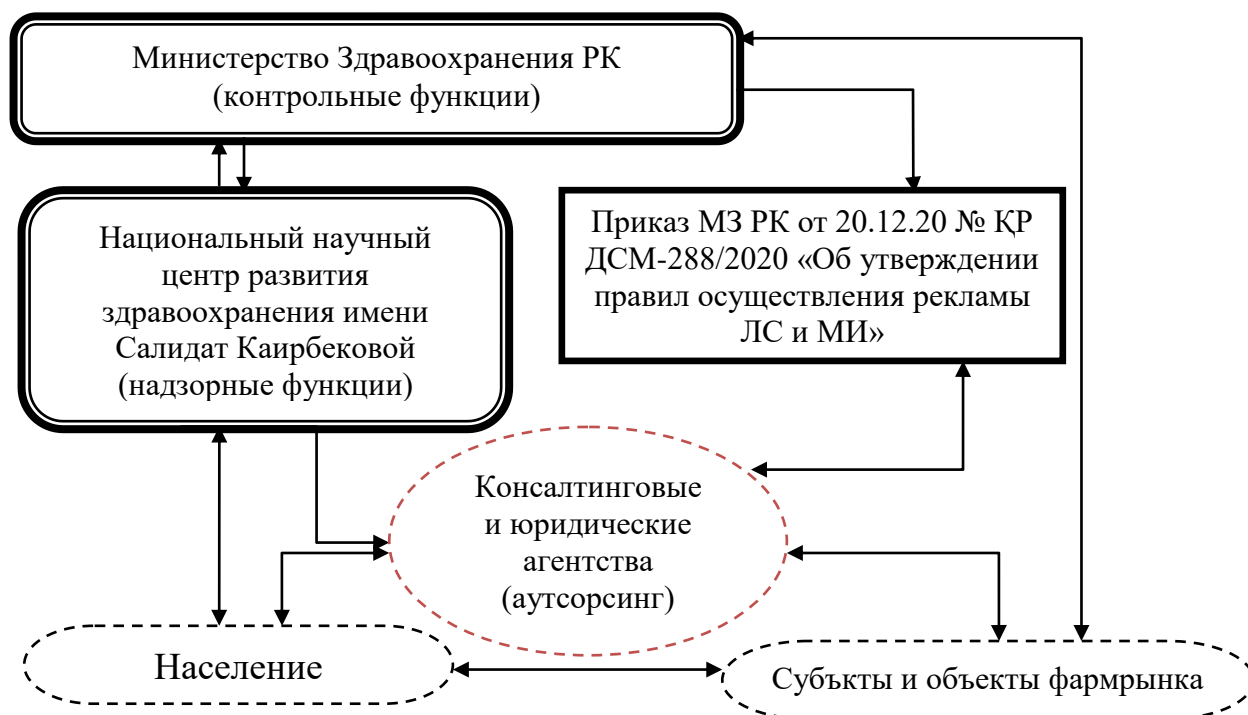 Министерство Здравоохранения РК
(контрольные функции)
Национальный научный
центр развития
здравоохранения имени
Салидат Каирбековой
(надзорные функции)
Приказ МЗ РК от 20.12.20 № ҚР
ДСМ-288/2020 «Об утверждении
правил осуществления рекламы
ЛС и МИ»
Консалтинговые
и юридические
агентства
(аутсорсинг)
Население
Субъкты и объекты фармрынка